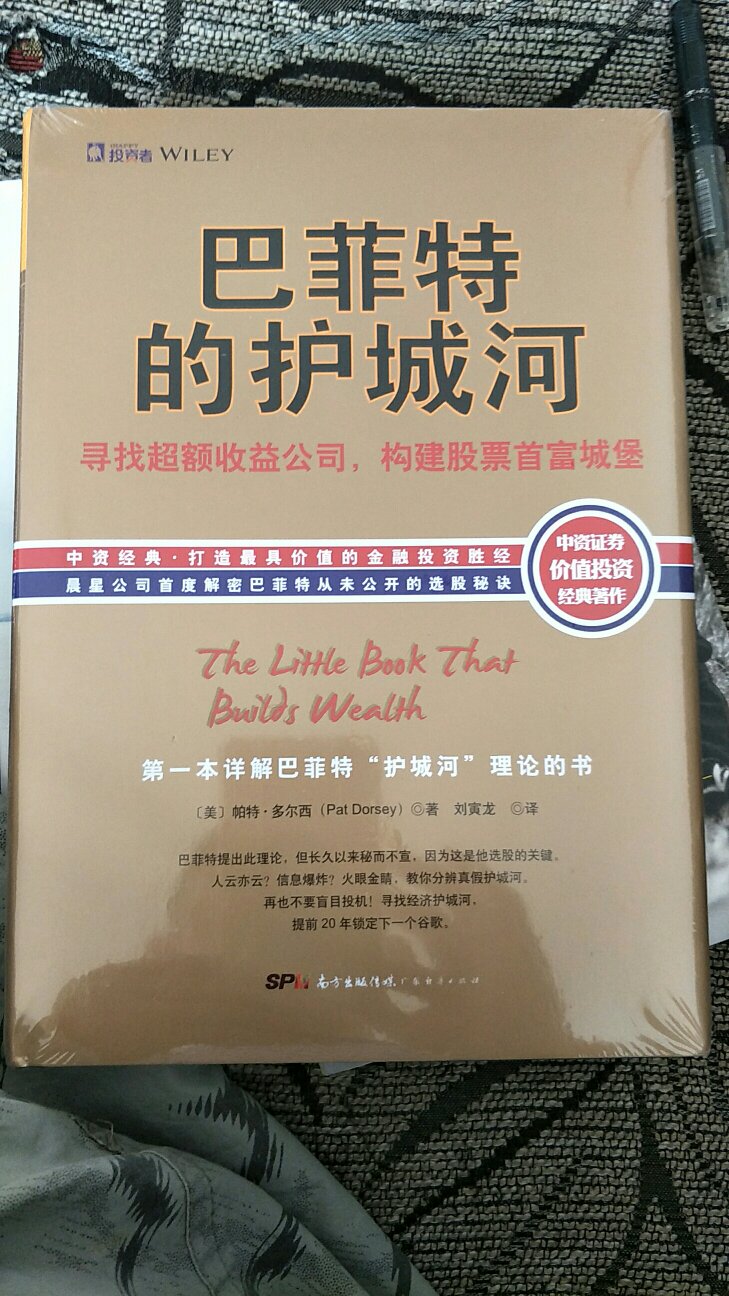 iHAPPY
投资者 WILEY
巴菲特
的护城河
寻找超额收益公司，构建股票首富城堡
中资经典·打造最具价值的金融投资胜经
晨星公司首度解密巴菲特从未公开的选股秘诀
中资证券
价值投资
经典著作
The Little Book That
Builds Wealth
第一本详解巴菲特“护城河”理论的书
〔美〕帕特·多尔西（Pat Dorsey）◎著 刘寅龙 ◎译
巴菲特提出此理论，但长久以来秘而不宣，因为这是他选股的关键。
人云亦云？信息爆炸？火眼金睛，教你分辨真假护城河。
再也不要盲目投机！寻找经济护城河，
提前 20 年锁定下一个谷歌。
南方出版传媒 广东经济出版社